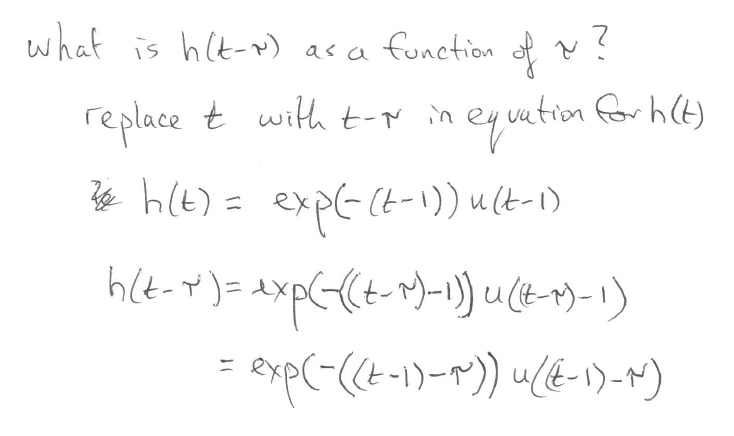 what is h(t-τ) as a function of τ?
replace t with t-τ in equation for h(t)
h(t) = exp(-(t-1)) u(t-1)
h(t-τ) = exp(-((t-τ)-1)) u((t-τ)-1)
= exp(-((t-1)-τ)) u((t-1)-τ)